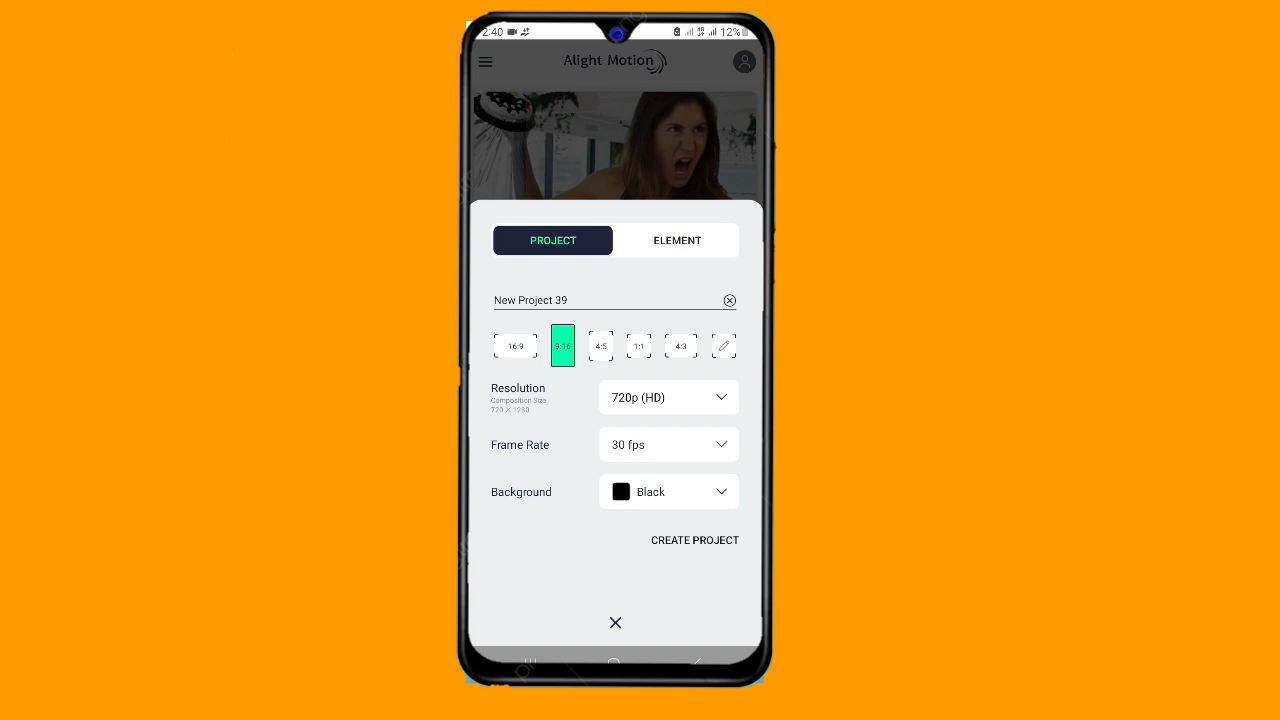 2:40 12%
Alight Motion
PROJECT ELEMENT
New Project 39
16:9 9:16 4:5 1:1 4:3
Resolution 720p (HD)
Composition Size
720 X 1280
Frame Rate 30 fps
Background Black
CREATE PROJECT